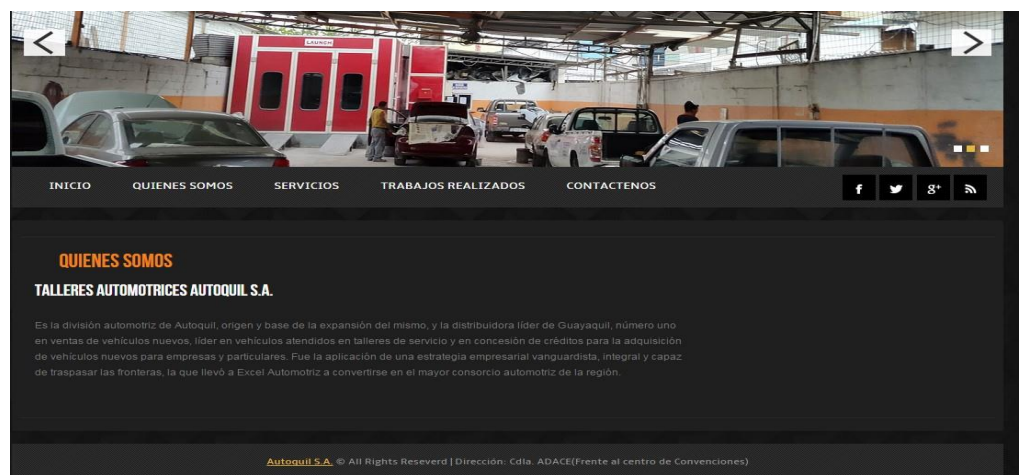 LAUNCH
INICIO QUIENES SOMOS SERVICIOS TRABAJOS REALIZADOS CONTACTENOS
QUIENES SOMOS
TALLERES AUTOMOTRICES AUTOQUIL S.A.
Es la división automotriz de Autoquil, origen y base de la expansión del mismo, y la distribuidora líder de Guayaquil, número uno
en ventas de vehículos nuevos, líder en vehículos atendidos en talleres de servicio y en concesión de créditos para la adquisición
de vehículos nuevos para empresas y particulares. Fue la aplicación de una estrategia empresarial vanguardista, integral y capaz
de traspasar las fronteras, la que llevó a Excel Automotriz a convertirse en el mayor consorcio automotriz de la región.
Autoquil S.A. © All Rights Reseverd | Dirección: Cdla. ADACE(Frente al centro de Convenciones)